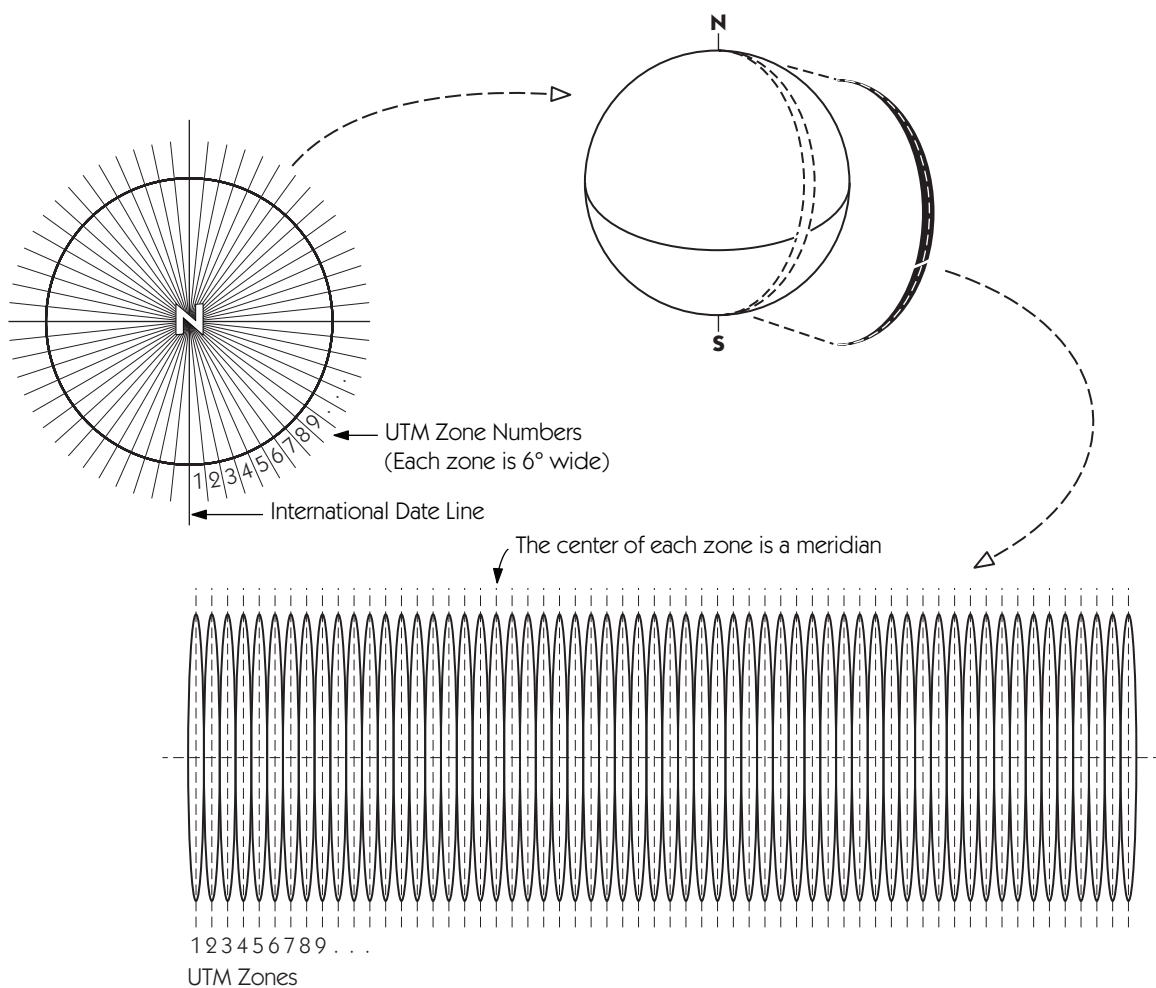 N
N
S
1 2 3 4 5 6 7 8 9 . . .
UTM Zone Numbers
(Each zone is 6° wide)
International Date Line
The center of each zone is a meridian
1 2 3 4 5 6 7 8 9 . . .
UTM Zones